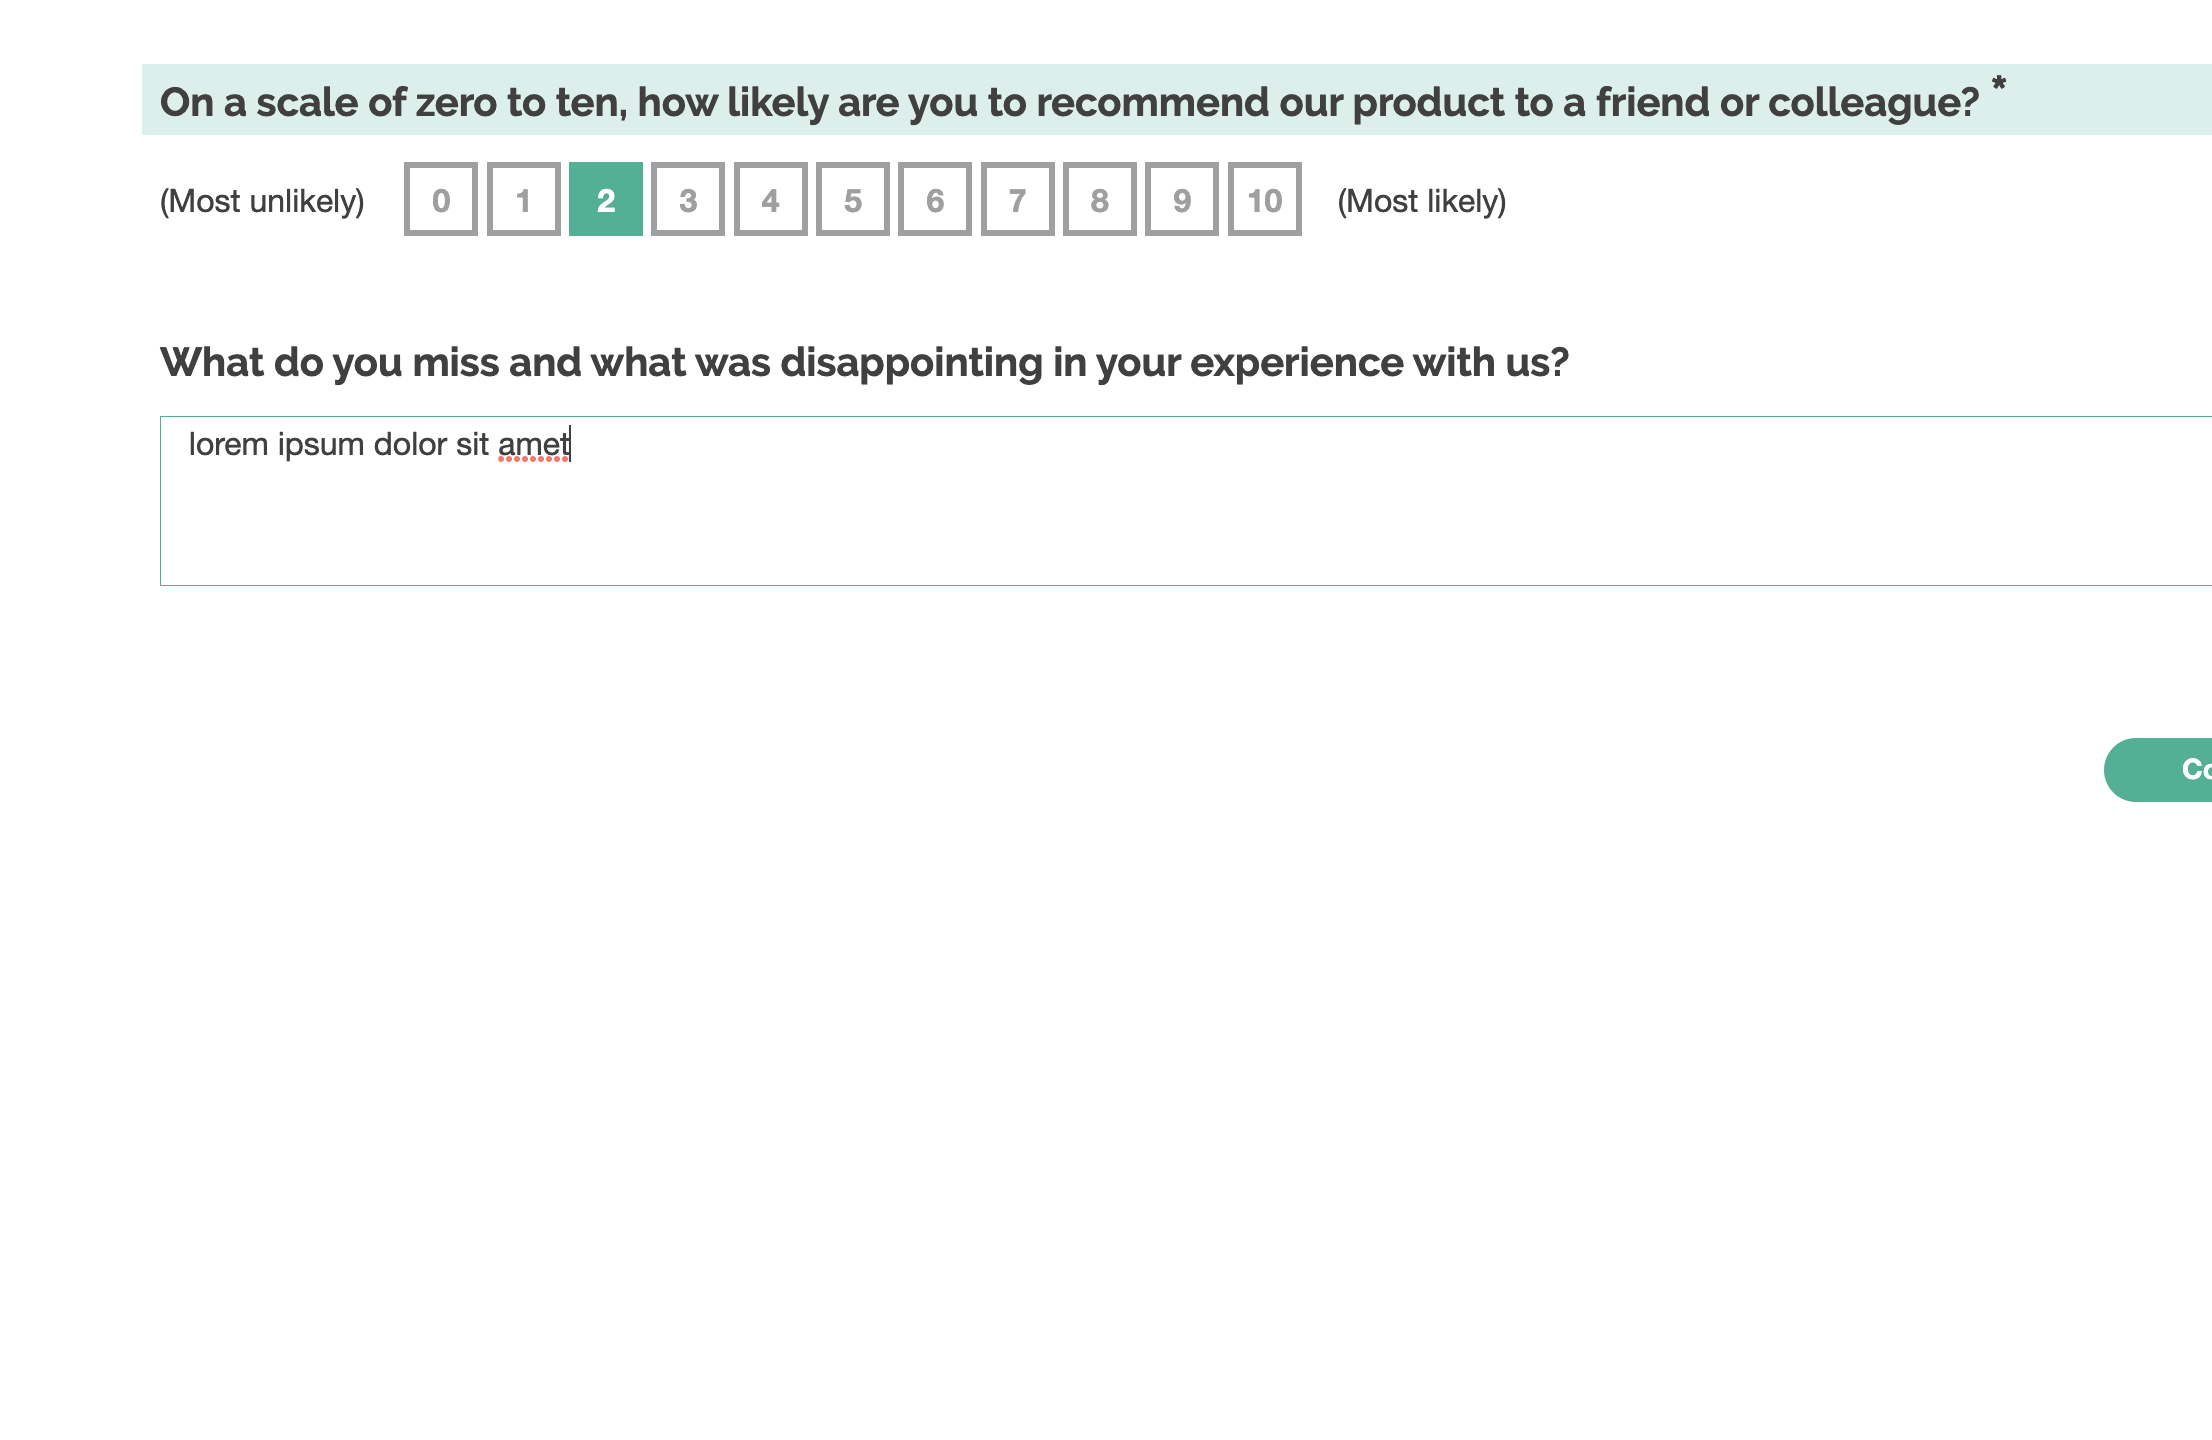 On a scale of zero to ten, how likely are you to recommend our product to a friend or colleague? *
(Most unlikely) 0 1 2 3 4 5 6 7 8 9 10 (Most likely)
What do you miss and what was disappointing in your experience with us?
lorem ipsum dolor sit amet